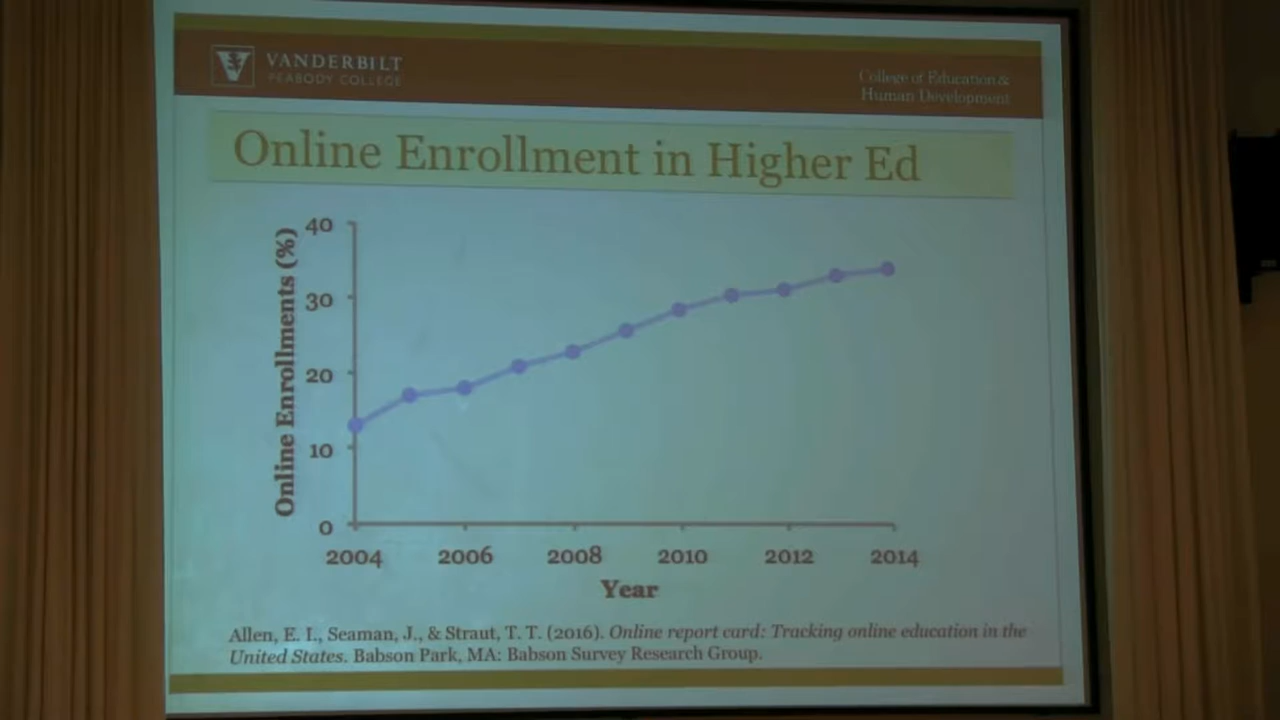 VANDERBILT
PEABODY COLLEGE
College of Education &
Human Development
Online Enrollment in Higher Ed
Online Enrollments (%)
40
30
20
10
0
2004 2006 2008 2010 2012 2014
Year
Allen, E. I., Seaman, J., & Straut, T. T. (2016). Online report card: Tracking online education in the
United States. Babson Park, MA: Babson Survey Research Group.